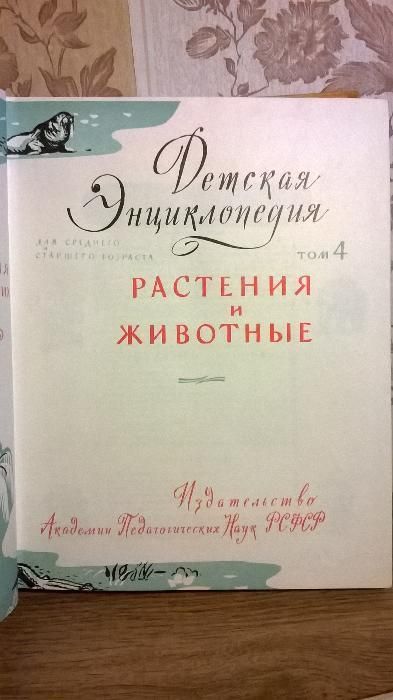 Детская
Энциклопедия
ДЛЯ СРЕДНЕГО
И
СТАРШЕГО ВОЗРАСТА
ТОМ 4
РАСТЕНИЯ
И
ЖИВОТНЫЕ
Издательство
Академии Педагогических Наук РСФСР